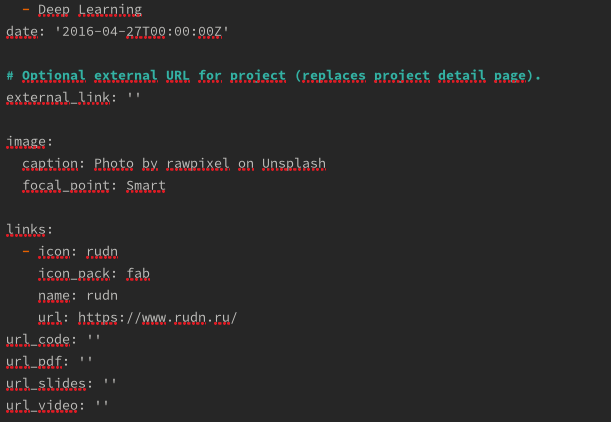 - Deep Learning
date: '2016-04-27T00:00:00Z'
# Optional external URL for project (replaces project detail page).
external_link: ''
image:
caption: Photo by rawpixel on Unsplash
focal_point: Smart
links:
- icon: rudn
icon_pack: fab
name: rudn
url: https://www.rudn.ru/
url_code: ''
url_pdf: ''
url_slides: ''
url_video: ''